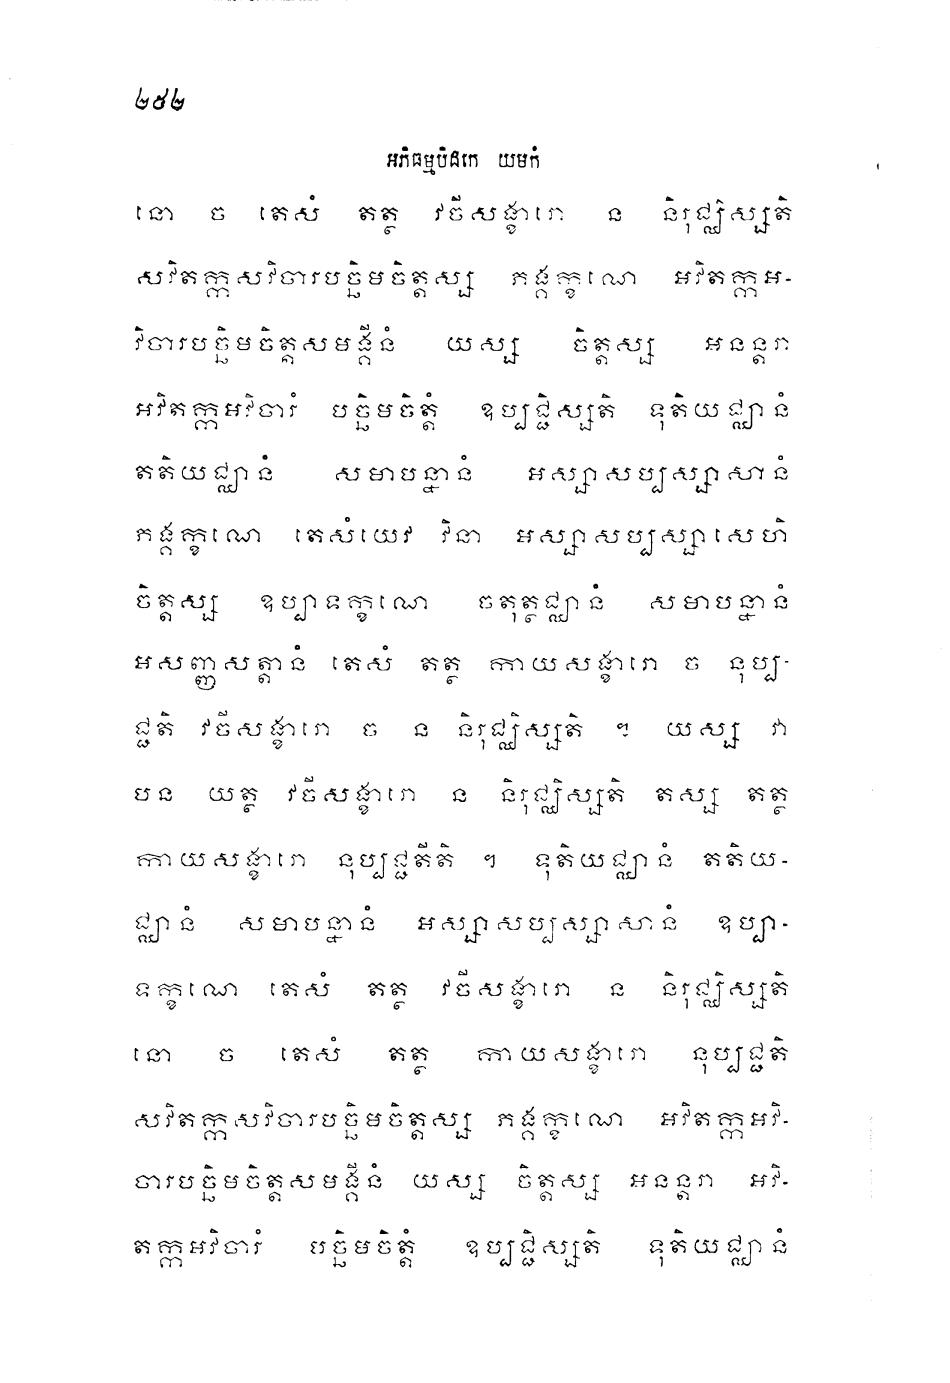 ២៥២
អភិធម្មបិដកេ យមកំ
នោ ច តេសំ តត្ថ វចីសង្ខារោ ន និរុជ្ឈិស្សតិ
សវិតក្កសវិចារបច្ឆិមចិត្តស្ស ភង្គក្ខណេ អវិតក្កអ-
វិចារបច្ឆិមចិត្តសមង្គីនំ យស្ស ចិត្តស្ស អនន្តរា
អវិតក្កអវិចារំ បច្ឆិមចិត្តំ ឧប្បជ្ជិស្សតិ ទុតិយជ្ឈានំ
តតិយជ្ឈានំ សមាបន្នានំ អស្សាសប្បស្សាសានំ
ភង្គក្ខណេ តេសំយេវ វិនា អស្សាសប្បស្សាសេហិ
ចិត្តស្ស ឧប្បាទក្ខណេ ចតុត្ថជ្ឈានំ សមាបន្នានំ
អសញ្ញសត្តានំ តេសំ តត្ថ កាយសង្ខារោ ច នុប្ប-
ជ្ជតិ វចីសង្ខារោ ច ន និរុជ្ឈិស្សតិ ។ យស្ស វា
បន យត្ថ វចីសង្ខារោ ន និរុជ្ឈិស្សតិ តស្ស តត្ថ
កាយសង្ខារោ នុប្បជ្ជតីតិ ។ ទុតិយជ្ឈានំ តតិយ-
ជ្ឈានំ សមាបន្នានំ អស្សាសប្បស្សាសានំ ឧប្បា-
ទក្ខណេ តេសំ តត្ថ វចីសង្ខារោ ន និរុជ្ឈិស្សតិ
នោ ច តេសំ តត្ថ កាយសង្ខារោ នុប្បជ្ជតិ
សវិតក្កសវិចារបច្ឆិមចិត្តស្ស ភង្គក្ខណេ អវិតក្កអវិ-
ចារបច្ឆិមចិត្តសមង្គីនំ យស្ស ចិត្តស្ស អនន្តរា អវិ-
តក្កអវិចារំ បច្ឆិមចិត្តំ ឧប្បជ្ជិស្សតិ ទុតិយជ្ឈានំ